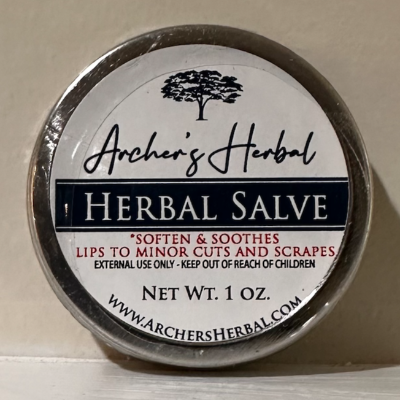 Archer's Herbal
HERBAL SALVE
*SOFTEN & SOOTHES
LIPS TO MINOR CUTS AND SCRAPES
EXTERNAL USE ONLY - KEEP OUT OF REACH OF CHILDREN
NET WT. 1 OZ.
WWW.ARCHERSHERBAL.COM